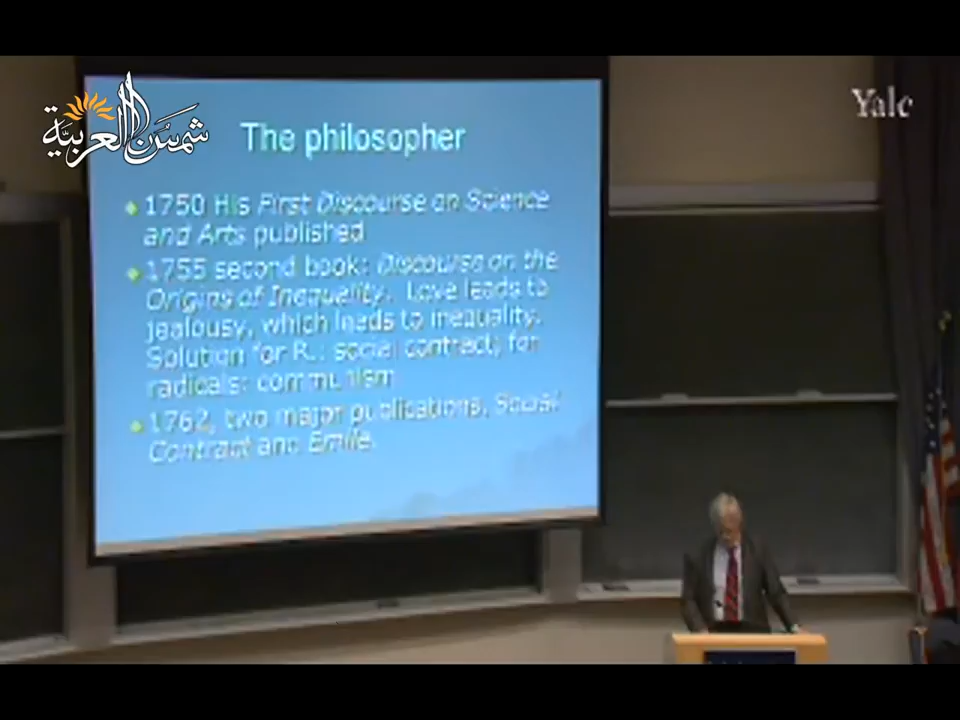 شمس العربية
Yale
The philosopher
1750 His First Discourse on Science
and Arts published
1755 second book: Discourse on the
Origins of Inequality. Love leads to
jealousy, which leads to inequality.
Solution for R.: social contract; for
radicals: communism
1762, two major publications, Social
Contract and Emile.